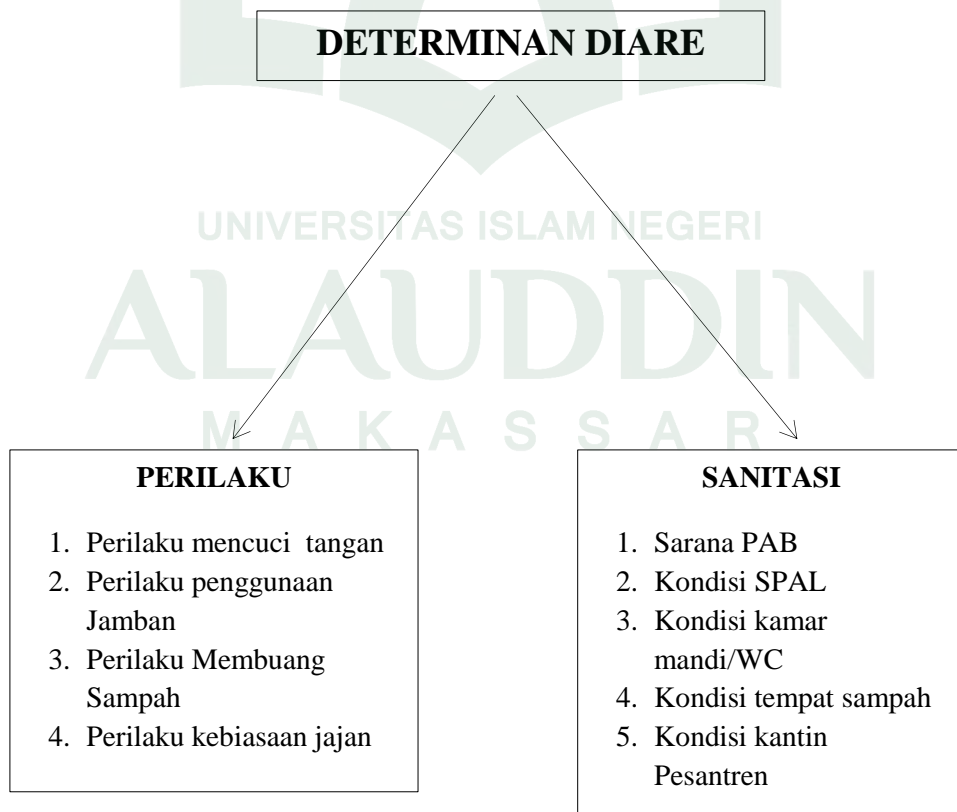 DETERMINAN DIARE
UNIVERSITAS ISLAM NEGERI
ALAUDDIN
MAKASSAR
PERILAKU
1. Perilaku mencuci tangan
2. Perilaku penggunaan
Jamban
3. Perilaku Membuang
Sampah
4. Perilaku kebiasaan jajan
SANITASI
1. Sarana PAB
2. Kondisi SPAL
3. Kondisi kamar
mandi/WC
4. Kondisi tempat sampah
5. Kondisi kantin
Pesantren